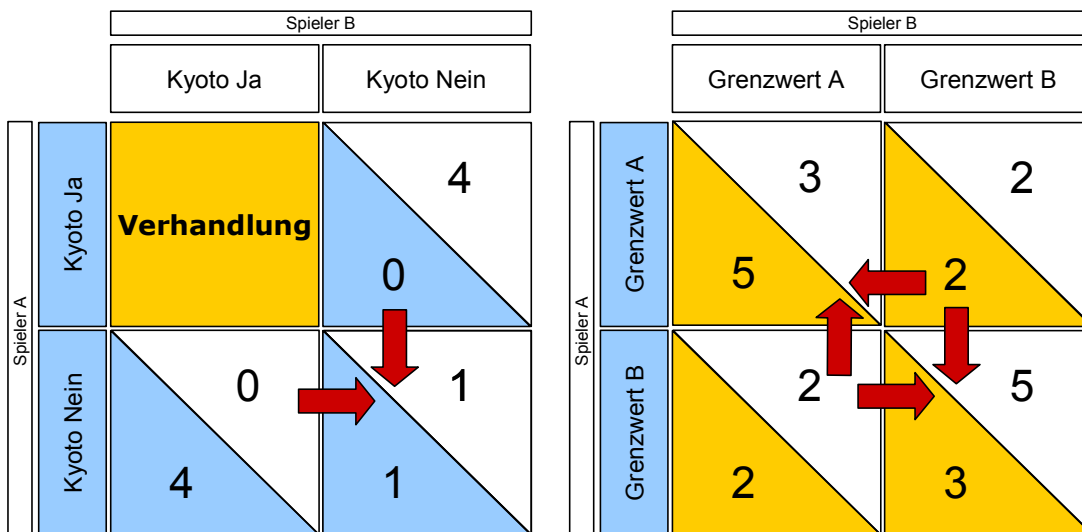 Spieler B
Kyoto Ja Kyoto Nein
Spieler A
Kyoto Ja
Verhandlung
4
0
Kyoto Nein
0
4
1
1
Spieler B
Grenzwert A Grenzwert B
Spieler A
Grenzwert A
3
5
2
2
Grenzwert B
2
2
5
3